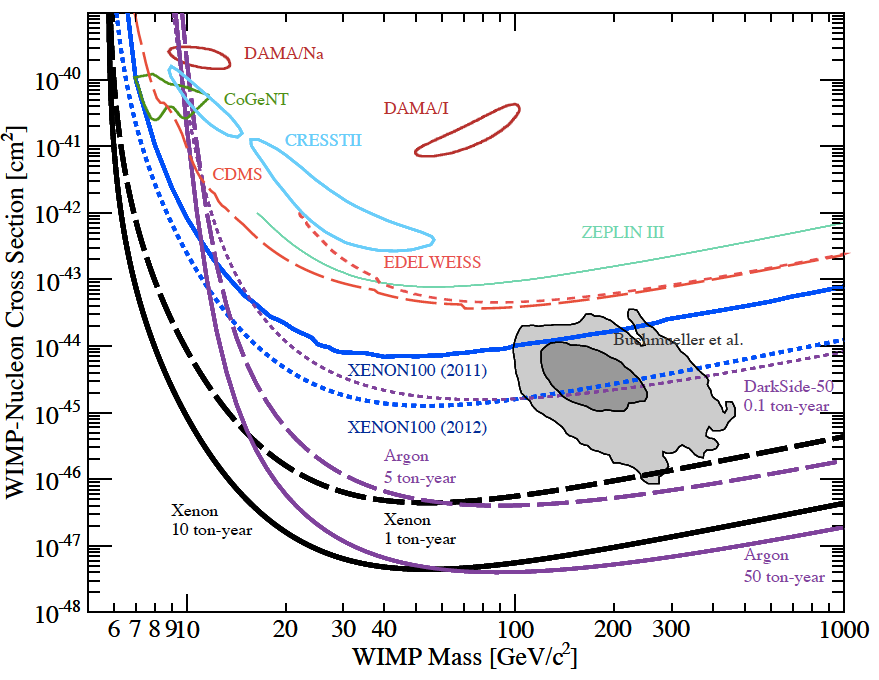 WIMP-Nucleon Cross Section [cm²]
10⁻⁴⁰
10⁻⁴¹
10⁻⁴²
10⁻⁴³
10⁻⁴⁴
10⁻⁴⁵
10⁻⁴⁶
10⁻⁴⁷
10⁻⁴⁸
DAMA/Na
CoGeNT
DAMA/I
CRESSTII
CDMS
ZEPLIN III
EDELWEISS
Buchmueller et al.
XENON100 (2011)
DarkSide-50
0.1 ton-year
XENON100 (2012)
Argon
5 ton-year
Xenon
10 ton-year
Xenon
1 ton-year
Argon
50 ton-year
6 7 8 910 20 30 40 100 200 300 1000
WIMP Mass [GeV/c²]